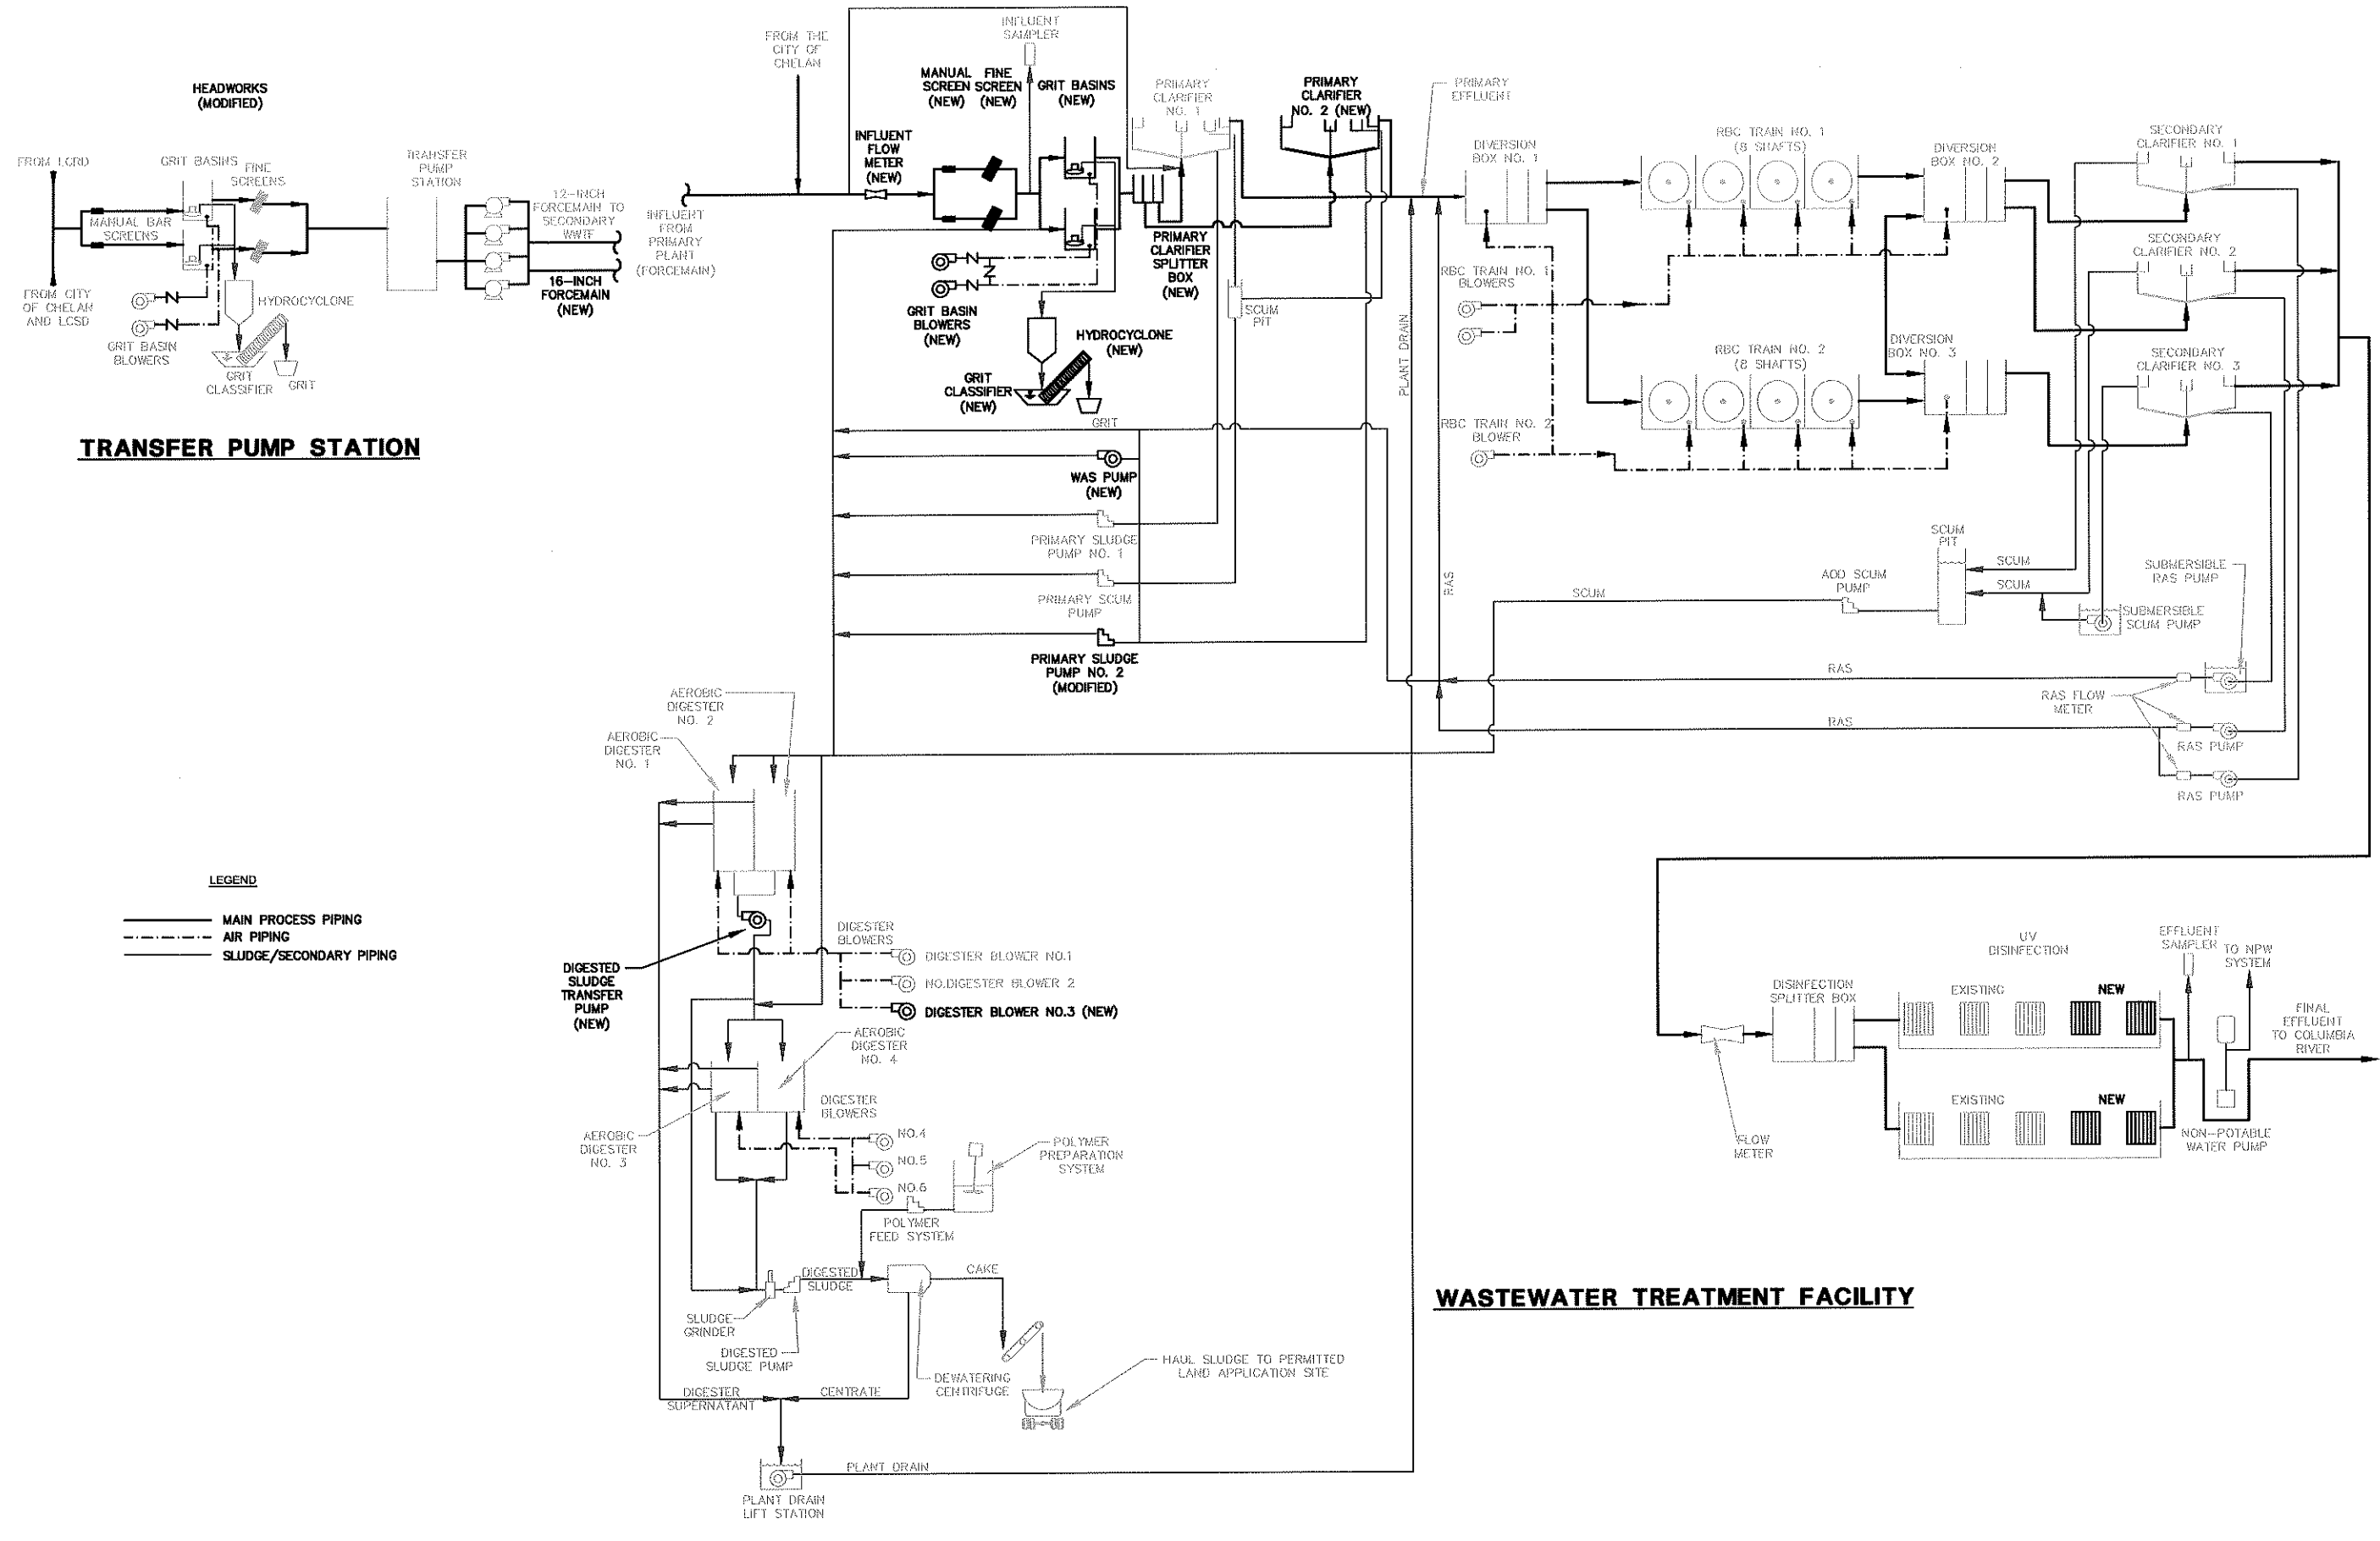 HEADWORKS
(MODIFIED)
FROM LCRD
GRIT BASINS
FINE
SCREENS
MANUAL BAR
SCREENS
FROM CITY
OF CHELAN
AND LCSD
GRIT BASIN
BLOWERS
HYDROCYCLONE
GRIT
CLASSIFIER
GRIT
TRANSFER
PUMP
STATION
12-INCH
FORCEMAIN TO
SECONDARY
WWTF
16-INCH
FORCEMAIN
(NEW)
TRANSFER PUMP STATION
INFLUENT
FROM
PRIMARY
PLANT
(FORCEMAIN)
FROM THE
CITY OF
CHELAN
INFLUENT
FLOW
METER
(NEW)
INFLUENT
SAMPLER
MANUAL
SCREEN
(NEW)
FINE
SCREEN
(NEW)
GRIT BASINS
(NEW)
PRIMARY
CLARIFIER
NO. 1
PRIMARY
CLARIFIER
NO. 2 (NEW)
PRIMARY
EFFLUENT
PRIMARY
CLARIFIER
SPLITTER
BOX
(NEW)
GRIT BASIN
BLOWERS
(NEW)
HYDROCYCLONE
(NEW)
GRIT
CLASSIFIER
(NEW)
GRIT
SCUM
PIT
WAS PUMP
(NEW)
PRIMARY SLUDGE
PUMP NO. 1
PRIMARY SCUM
PUMP
PRIMARY SLUDGE
PUMP NO. 2
(MODIFIED)
PLANT DRAIN
RAS
DIVERSION
BOX NO. 1
RBC TRAIN NO. 1
(8 SHAFTS)
DIVERSION
BOX NO. 2
SECONDARY
CLARIFIER NO. 1
SECONDARY
CLARIFIER NO. 2
SECONDARY
CLARIFIER NO. 3
RBC TRAIN NO. 1
BLOWERS
RBC TRAIN NO. 2
(8 SHAFTS)
DIVERSION
BOX NO. 3
RBC TRAIN NO. 2
BLOWER
SCUM
PIT
SCUM
SCUM
AOD SCUM
PUMP
SCUM
SUBMERSIBLE
RAS PUMP
SUBMERSIBLE
SCUM PUMP
RAS
RAS FLOW
METER
RAS
RAS PUMP
RAS PUMP
AEROBIC
DIGESTER
NO. 2
AEROBIC
DIGESTER
NO. 1
LEGEND
MAIN PROCESS PIPING
AIR PIPING
SLUDGE/SECONDARY PIPING
DIGESTED
SLUDGE
TRANSFER
PUMP
(NEW)
DIGESTER
BLOWERS
DIGESTER BLOWER NO.1
NO.DIGESTER BLOWER 2
DIGESTER BLOWER NO.3 (NEW)
AEROBIC
DIGESTER
NO. 4
AEROBIC
DIGESTER
NO. 3
DIGESTER
BLOWERS
NO.4
NO.5
NO.6
POLYMER
PREPARATION
SYSTEM
POLYMER
FEED SYSTEM
DIGESTED
SLUDGE
CAKE
SLUDGE
GRINDER
DIGESTED
SLUDGE PUMP
DEWATERING
CENTRIFUGE
HAUL SLUDGE TO PERMITTED
LAND APPLICATION SITE
DIGESTER
SUPERNATANT
CENTRATE
PLANT DRAIN
PLANT DRAIN
LIFT STATION
FLOW
METER
DISINFECTION
SPLITTER BOX
UV
DISINFECTION
EXISTING
NEW
EXISTING
NEW
EFFLUENT
SAMPLER
TO NPW
SYSTEM
FINAL
EFFLUENT
TO COLUMBIA
RIVER
NON-POTABLE
WATER PUMP
WASTEWATER TREATMENT FACILITY